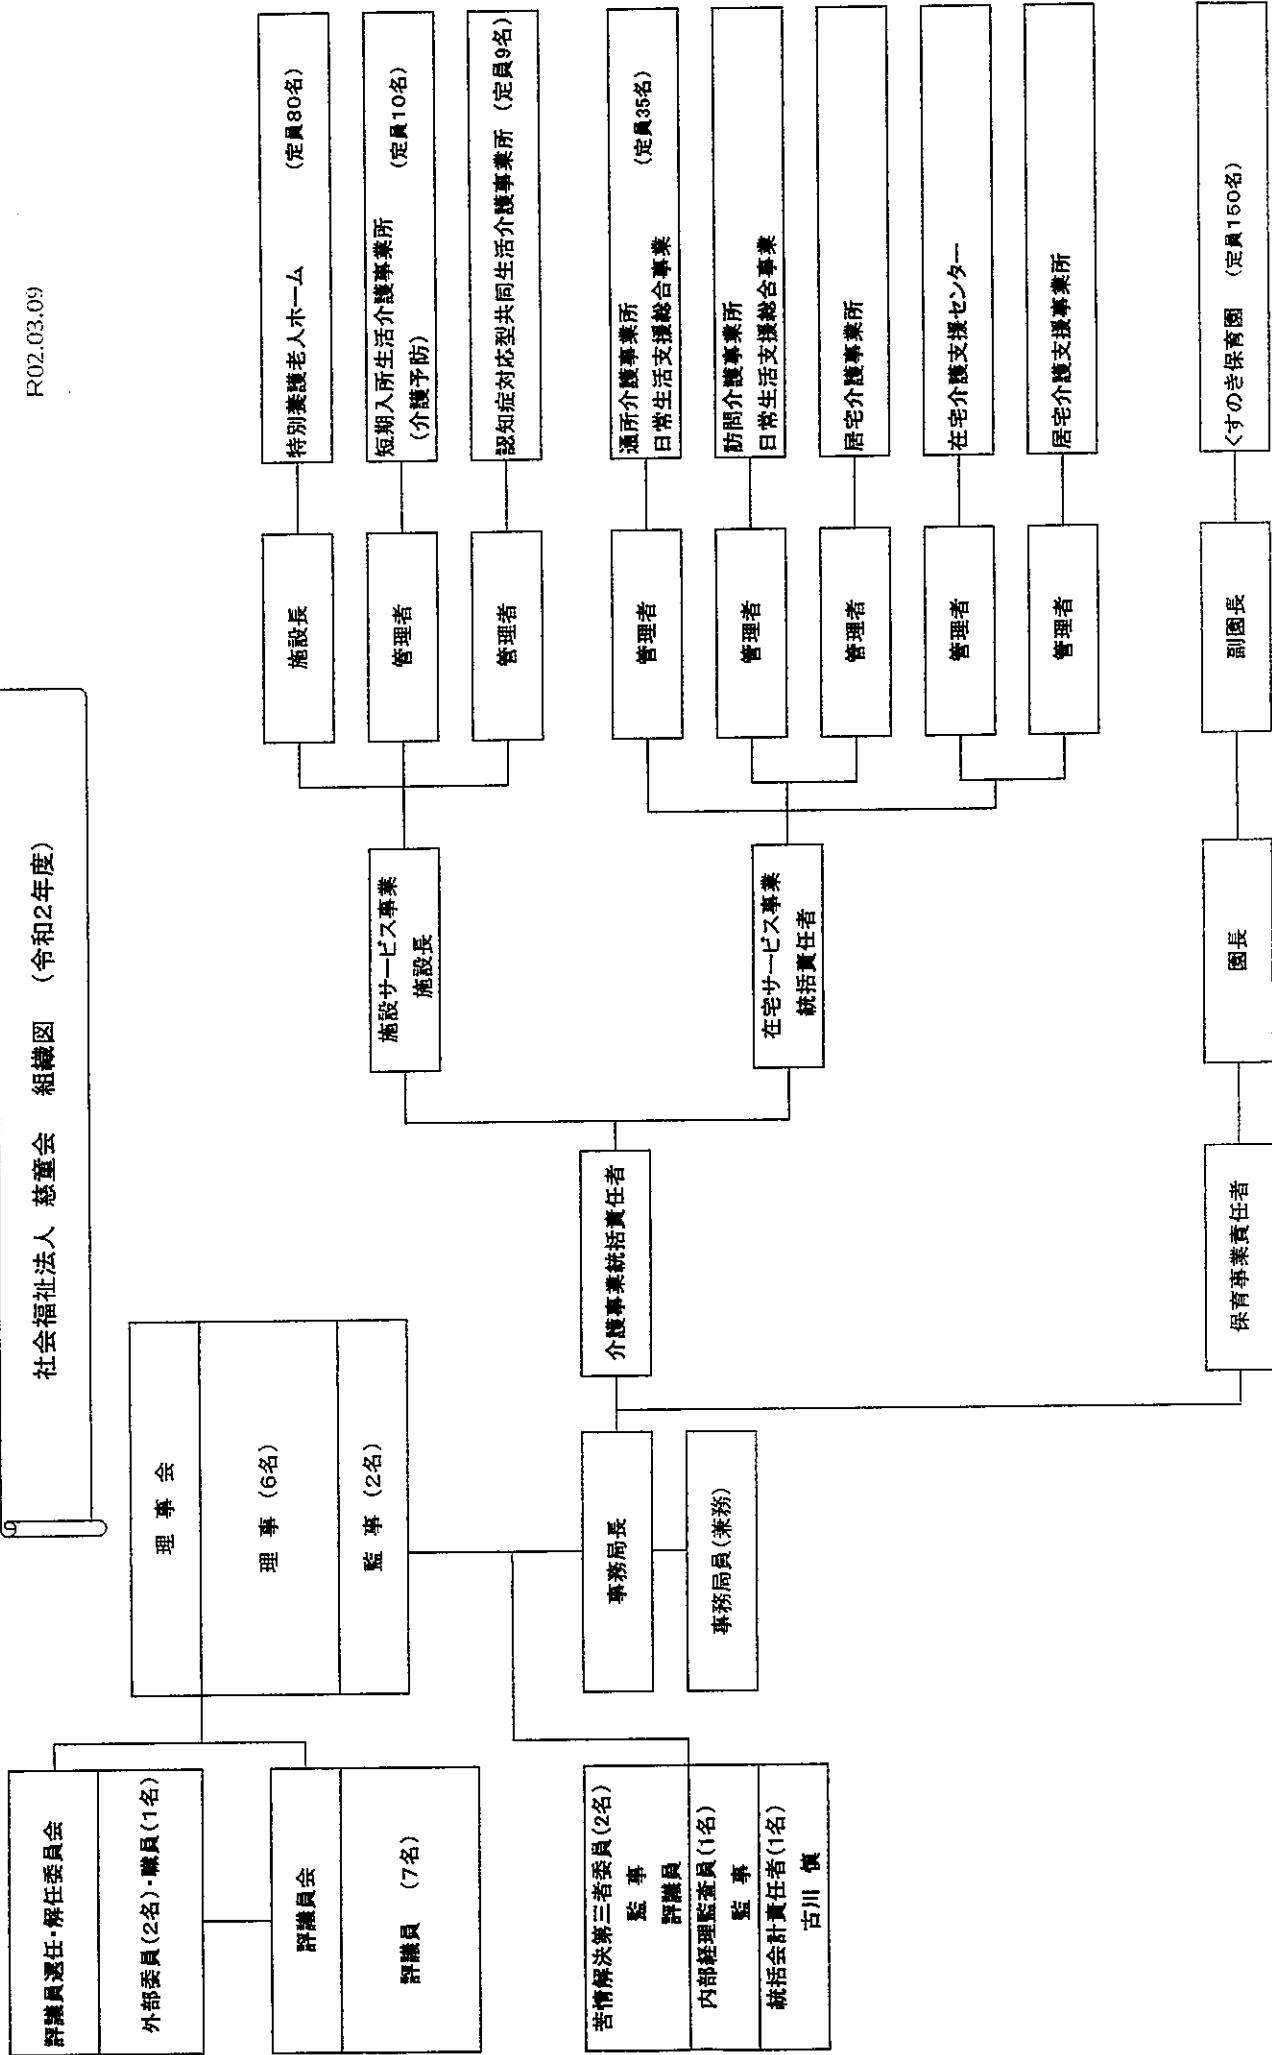 R02.03.09
社会福祉法人 慈童会 組織図 (令和2年度)
評議員選任・解任委員会
外部委員(2名)・職員(1名)
評議員会
評議員 (7名)
理 事 会
理 事 (6名)
監 事 (2名)
苦情解決第三者委員(2名)
監 事
評議員
内部経理監査員(1名)
監 事
統括会計責任者(1名)
古川 慎
事務局長
事務局員(兼務)
介護事業統括責任者
施設サービス事業
施設長
施設長
特別養護老人ホーム (定員80名)
管理者
短期入所生活介護事業所 (定員10名)
(介護予防)
管理者
認知症対応型共同生活介護事業所 (定員9名)
在宅サービス事業
統括責任者
管理者
通所介護事業所
日常生活支援総合事業 (定員35名)
管理者
訪問介護事業所
日常生活支援総合事業
管理者
居宅介護事業所
管理者
在宅介護支援センター
管理者
居宅介護支援事業所
保育事業責任者
園長
副園長
くすのき保育園 (定員150名)